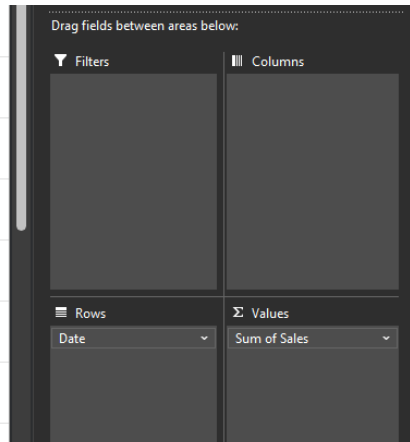 Drag fields between areas below:
Filters
Columns
Rows
Σ Values
Date
Sum of Sales